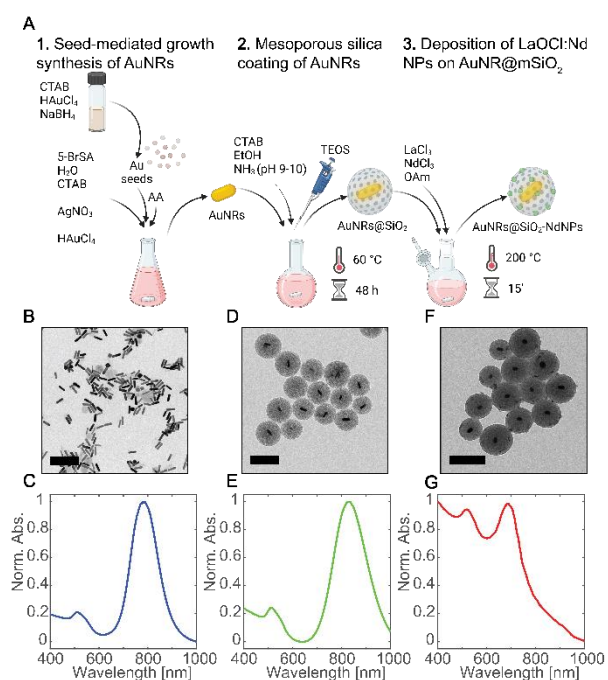 A
1. Seed-mediated growth
synthesis of AuNRs
2. Mesoporous silica
coating of AuNRs
3. Deposition of LaOCl:Nd
NPs on AuNR@mSiO₂
CTAB
HAuCl₄
NaBH₄
5-BrSA
H₂O
CTAB
AgNO₃
HAuCl₄
Au
seeds
AA
AuNRs
CTAB
EtOH
NH₃ (pH 9-10)
TEOS
AuNRs@SiO₂
60 °C
48 h
LaCl₃
NdCl₃
OAm
AuNRs@SiO₂-NdNPs
200 °C
15'
B
D
F
C
Norm. Abs.
1
0.8
0.6
0.4
0.2
0
400 600 800 1000
Wavelength [nm]
E
Norm. Abs.
1
0.8
0.6
0.4
0.2
0
400 600 800 1000
Wavelength [nm]
G
Norm. Abs.
1
0.8
0.6
0.4
0.2
0
400 600 800 1000
Wavelength [nm]